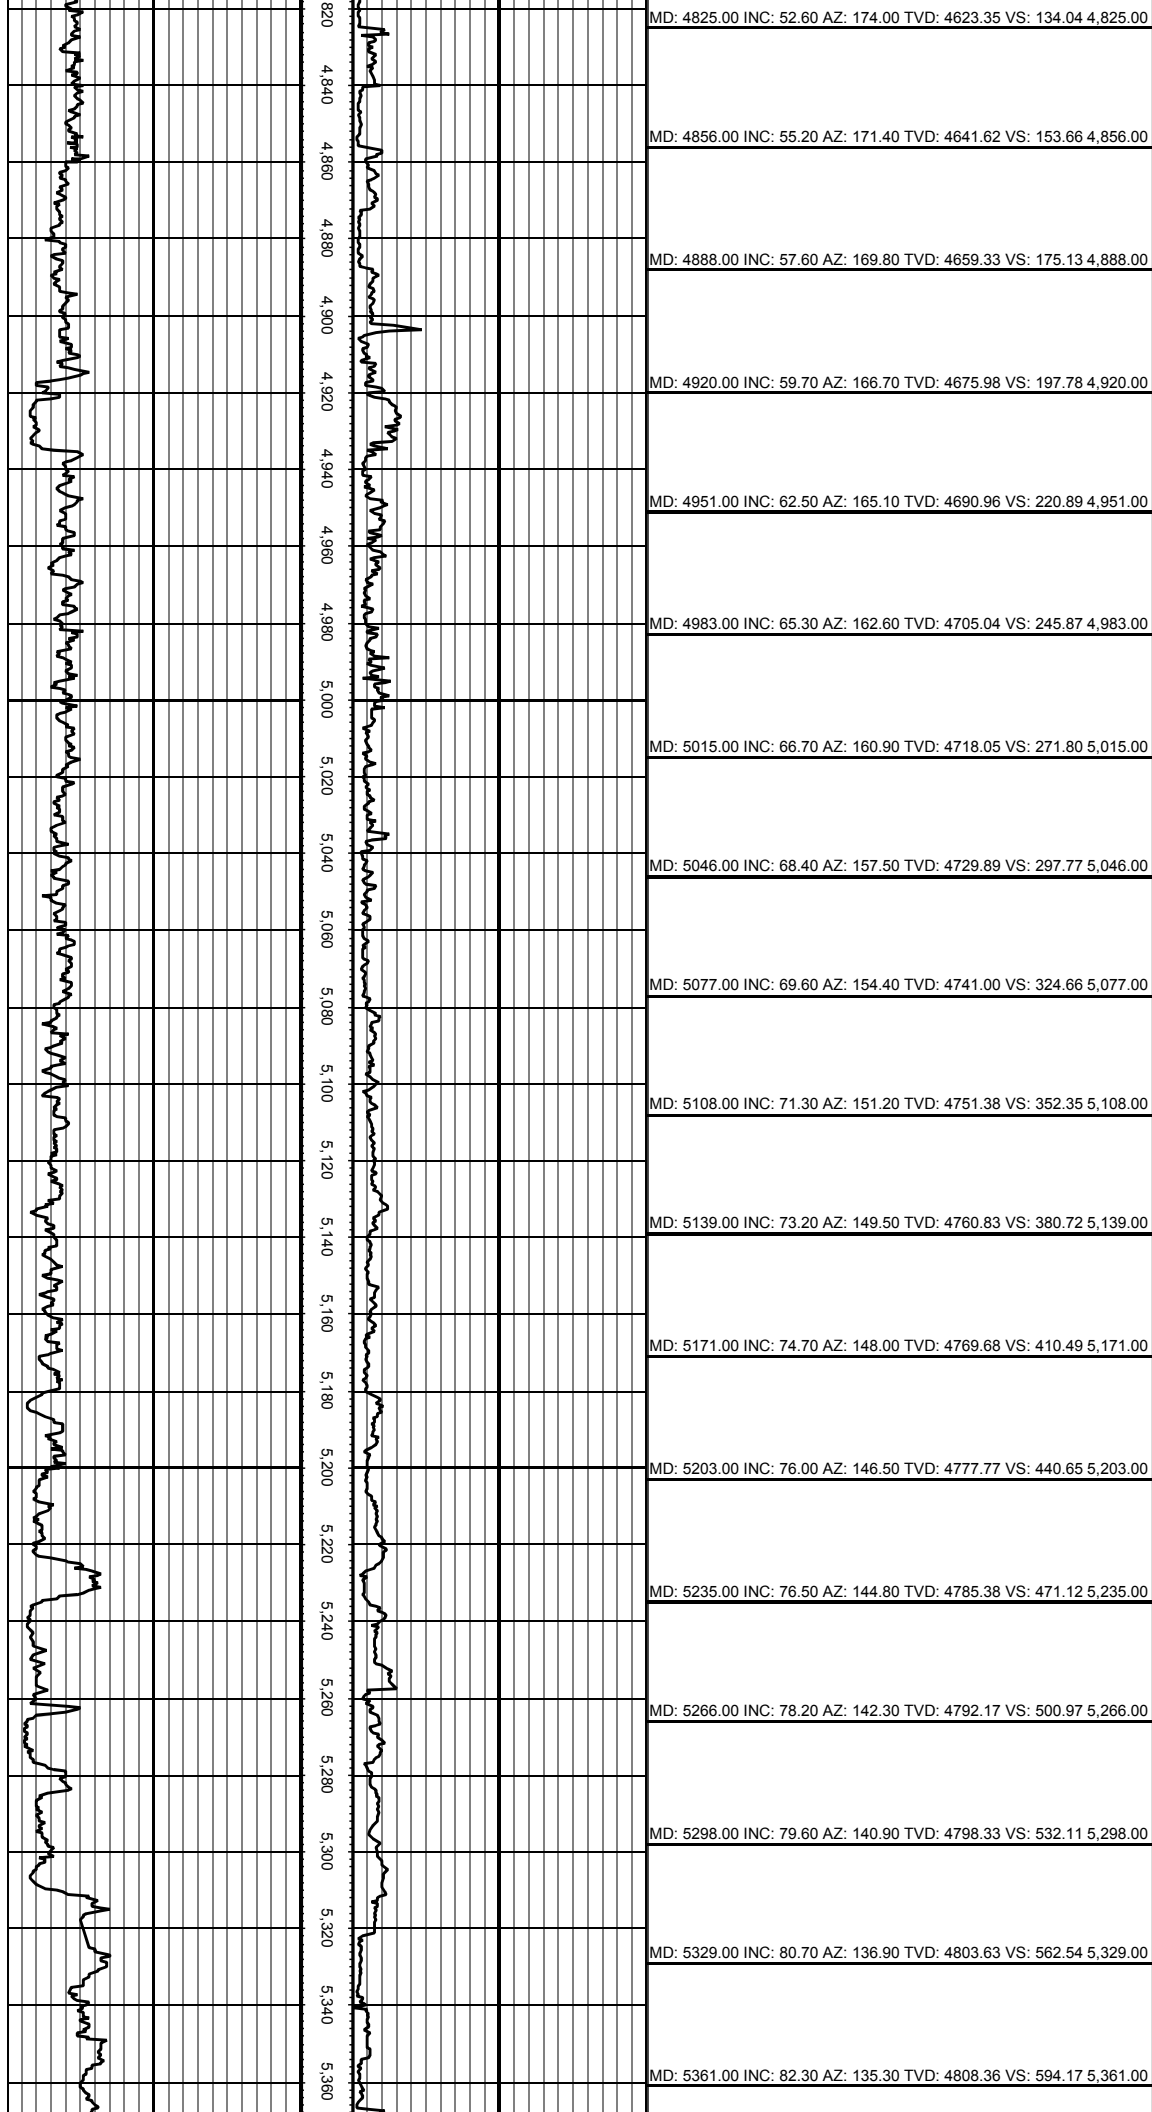 820
4,840
4,860
4,880
4,900
4,920
4,940
4,960
4,980
5,000
5,020
5,040
5,060
5,080
5,100
5,120
5,140
5,160
5,180
5,200
5,220
5,240
5,260
5,280
5,300
5,320
5,340
5,360
MD: 4825.00 INC: 52.60 AZ: 174.00 TVD: 4623.35 VS: 134.04 4,825.00
MD: 4856.00 INC: 55.20 AZ: 171.40 TVD: 4641.62 VS: 153.66 4,856.00
MD: 4888.00 INC: 57.60 AZ: 169.80 TVD: 4659.33 VS: 175.13 4,888.00
MD: 4920.00 INC: 59.70 AZ: 166.70 TVD: 4675.98 VS: 197.78 4,920.00
MD: 4951.00 INC: 62.50 AZ: 165.10 TVD: 4690.96 VS: 220.89 4,951.00
MD: 4983.00 INC: 65.30 AZ: 162.60 TVD: 4705.04 VS: 245.87 4,983.00
MD: 5015.00 INC: 66.70 AZ: 160.90 TVD: 4718.05 VS: 271.80 5,015.00
MD: 5046.00 INC: 68.40 AZ: 157.50 TVD: 4729.89 VS: 297.77 5,046.00
MD: 5077.00 INC: 69.60 AZ: 154.40 TVD: 4741.00 VS: 324.66 5,077.00
MD: 5108.00 INC: 71.30 AZ: 151.20 TVD: 4751.38 VS: 352.35 5,108.00
MD: 5139.00 INC: 73.20 AZ: 149.50 TVD: 4760.83 VS: 380.72 5,139.00
MD: 5171.00 INC: 74.70 AZ: 148.00 TVD: 4769.68 VS: 410.49 5,171.00
MD: 5203.00 INC: 76.00 AZ: 146.50 TVD: 4777.77 VS: 440.65 5,203.00
MD: 5235.00 INC: 76.50 AZ: 144.80 TVD: 4785.38 VS: 471.12 5,235.00
MD: 5266.00 INC: 78.20 AZ: 142.30 TVD: 4792.17 VS: 500.97 5,266.00
MD: 5298.00 INC: 79.60 AZ: 140.90 TVD: 4798.33 VS: 532.11 5,298.00
MD: 5329.00 INC: 80.70 AZ: 136.90 TVD: 4803.63 VS: 562.54 5,329.00
MD: 5361.00 INC: 82.30 AZ: 135.30 TVD: 4808.36 VS: 594.17 5,361.00